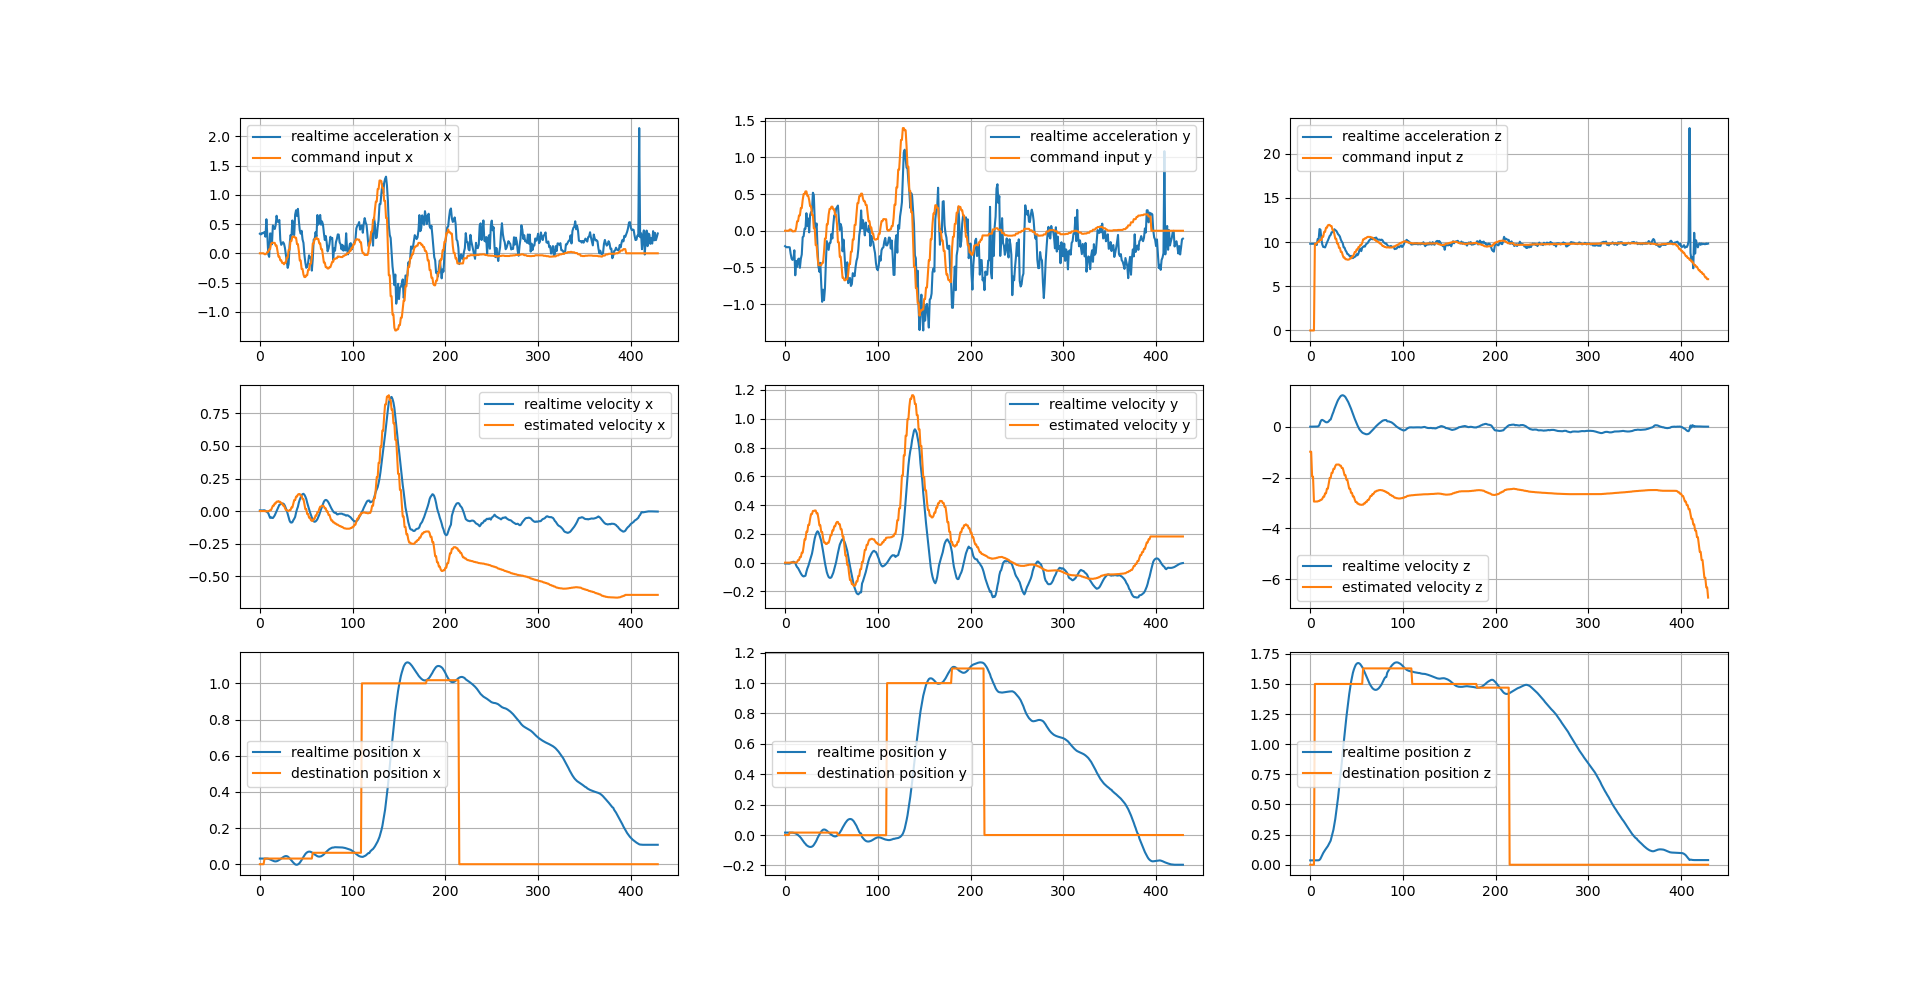 realtime acceleration x
command input x
2.0
1.5
1.0
0.5
0.0
−0.5
−1.0
0 100 200 300 400
realtime acceleration y
command input y
1.5
1.0
0.5
0.0
−0.5
−1.0
0 100 200 300 400
realtime acceleration z
command input z
20
15
10
5
0
0 100 200 300 400
realtime velocity x
estimated velocity x
0.75
0.50
0.25
0.00
−0.25
−0.50
0 100 200 300 400
realtime velocity y
estimated velocity y
1.2
1.0
0.8
0.6
0.4
0.2
0.0
−0.2
0 100 200 300 400
0
−2
−4
−6
realtime velocity z
estimated velocity z
0 100 200 300 400
1.0
0.8
0.6
0.4
0.2
0.0
realtime position x
destination position x
0 100 200 300 400
1.2
1.0
0.8
0.6
0.4
0.2
0.0
−0.2
realtime position y
destination position y
0 100 200 300 400
1.75
1.50
1.25
1.00
0.75
0.50
0.25
0.00
realtime position z
destination position z
0 100 200 300 400